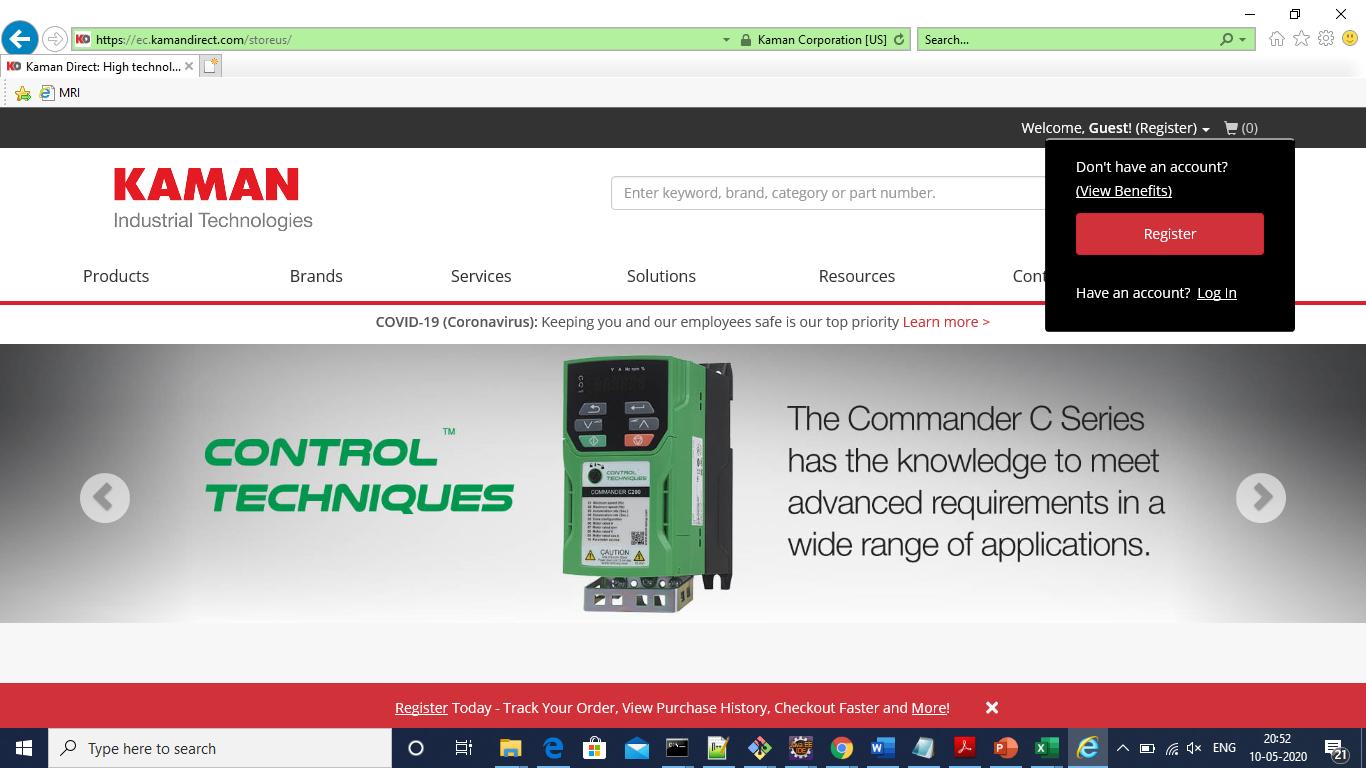 https://ec.kamandirect.com/storeus/
Kaman Corporation [US]
Search...
Kaman Direct: High technol...
MRI
Welcome, Guest! (Register)
(0)
KAMAN
Industrial Technologies
Enter keyword, brand, category or part number.
Don't have an account?
(View Benefits)
Register
Have an account? Log In
Products
Brands
Services
Solutions
Resources
Cont
COVID-19 (Coronavirus): Keeping you and our employees safe is our top priority Learn more >
CONTROL
TECHNIQUES
TM
CONTROL
TECHNIQUES
COMMANDER C200
CAUTION
The Commander C Series
has the knowledge to meet
advanced requirements in a
wide range of applications.
Register Today - Track Your Order, View Purchase History, Checkout Faster and More!
Type here to search
ENG
20:52
10-05-2020
21